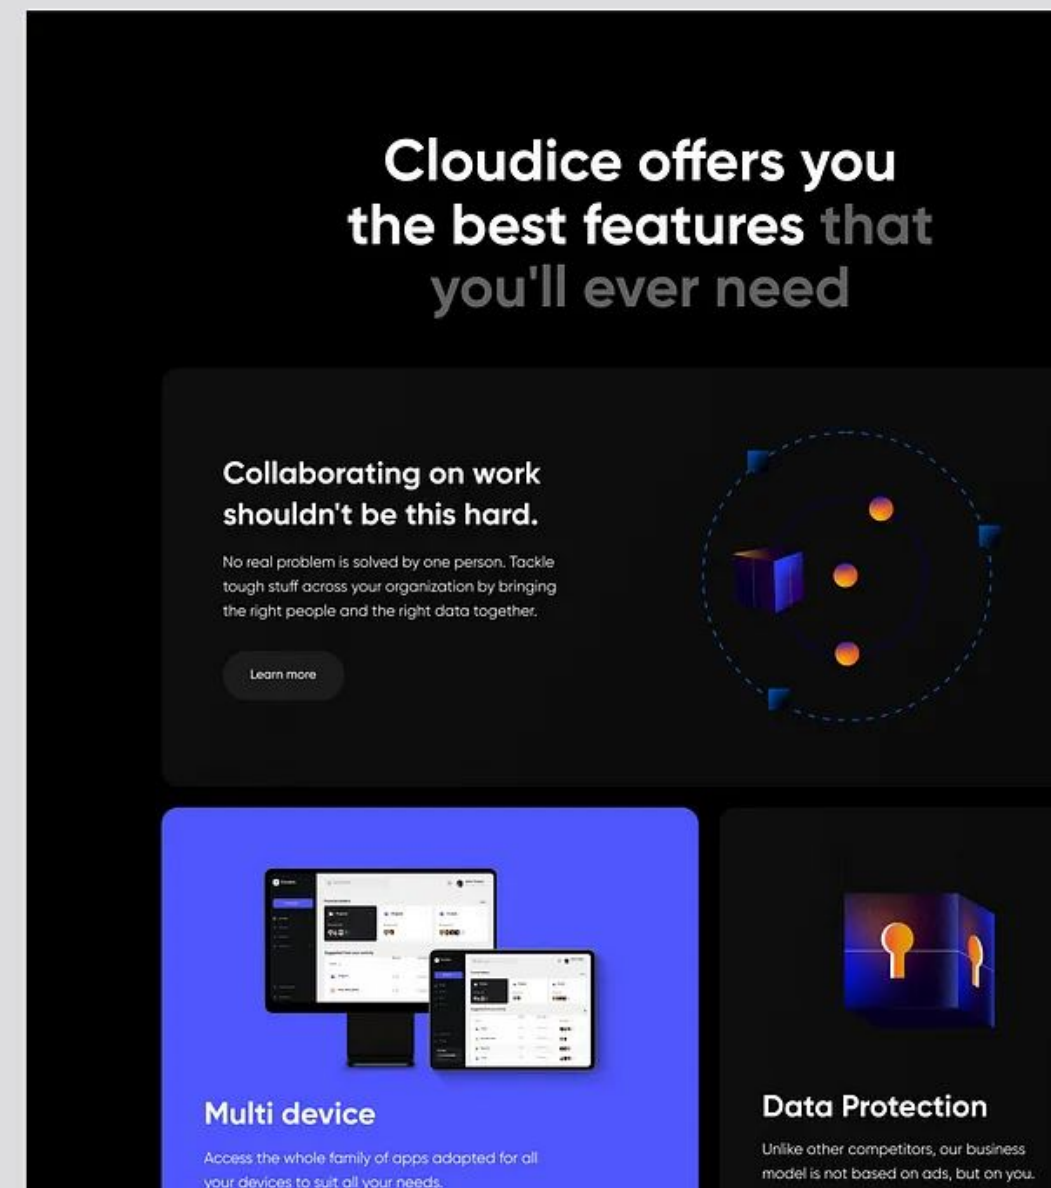 Cloudice offers you
the best features that
you'll ever need
Collaborating on work
shouldn't be this hard.
No real problem is solved by one person. Tackle
tough stuff across your organization by bringing
the right people and the right data together.
Learn more
Multi device
Access the whole family of apps adapted for all
your devices to suit all your needs.
Data Protection
Unlike other competitors, our business
model is not based on ads, but on you.